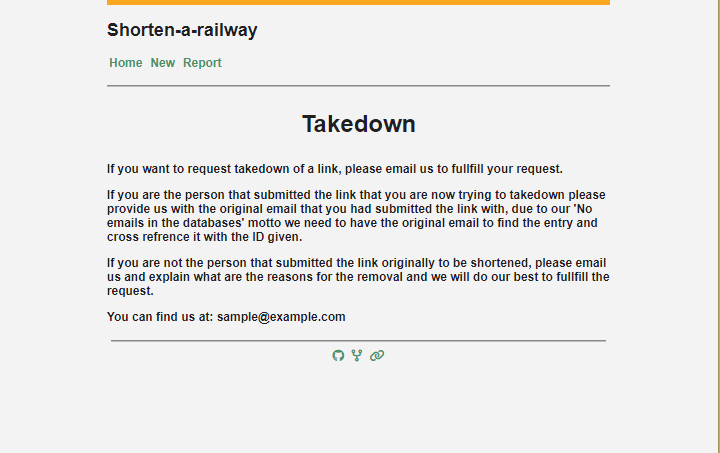 Shorten-a-railway
Home New Report
Takedown
If you want to request takedown of a link, please email us to fullfill your request.
If you are the person that submitted the link that you are now trying to takedown please
provide us with the original email that you had submitted the link with, due to our 'No
emails in the databases' motto we need to have the original email to find the entry and
cross refrence it with the ID given.
If you are not the person that submitted the link originally to be shortened, please email
us and explain what are the reasons for the removal and we will do our best to fullfill the
request.
You can find us at: sample@example.com